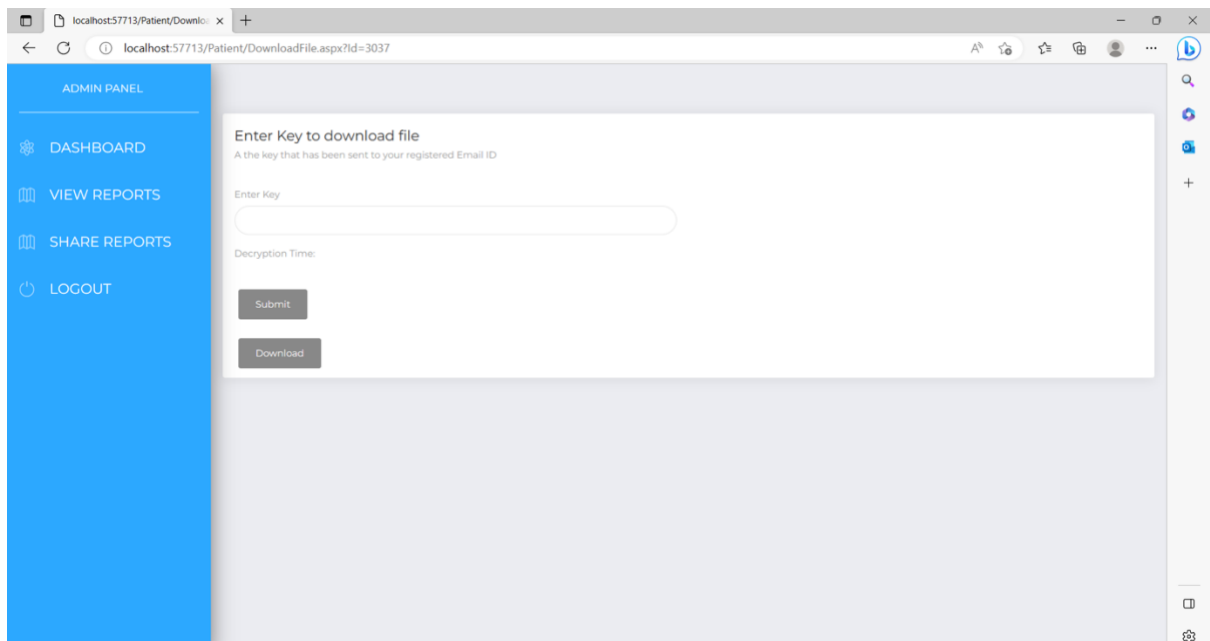 localhost:57713/Patient/Downloa
localhost:57713/Patient/DownloadFile.aspx?Id=3037
ADMIN PANEL
DASHBOARD
VIEW REPORTS
SHARE REPORTS
LOGOUT
Enter Key to download file
A the key that has been sent to your registered Email ID
Enter Key
Decryption Time:
Submit
Download